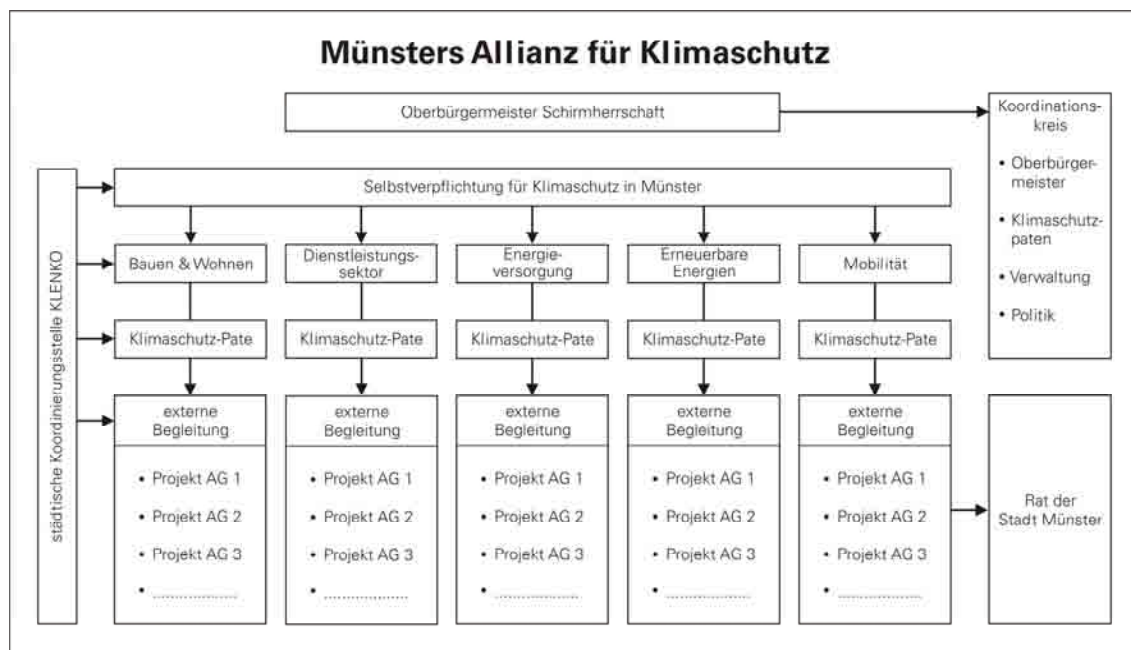 Münsters Allianz für Klimaschutz
Oberbürgermeister Schirmherrschaft
Koordinations-
kreis
• Oberbürger-
meister
• Klimaschutz-
paten
• Verwaltung
• Politik
städtische Koordinierungsstelle KLENKO
Selbstverpflichtung für Klimaschutz in Münster
Bauen & Wohnen
Dienstleistungs-
sektor
Energie-
versorgung
Erneuerbare
Energien
Mobilität
Klimaschutz-Pate
Klimaschutz-Pate
Klimaschutz-Pate
Klimaschutz-Pate
Klimaschutz-Pate
externe
Begleitung
• Projekt AG 1
• Projekt AG 2
• Projekt AG 3
• ...................
externe
Begleitung
• Projekt AG 1
• Projekt AG 2
• Projekt AG 3
• ...................
externe
Begleitung
• Projekt AG 1
• Projekt AG 2
• Projekt AG 3
• ...................
externe
Begleitung
• Projekt AG 1
• Projekt AG 2
• Projekt AG 3
• ...................
externe
Begleitung
• Projekt AG 1
• Projekt AG 2
• Projekt AG 3
• ...................
Rat der
Stadt Münster